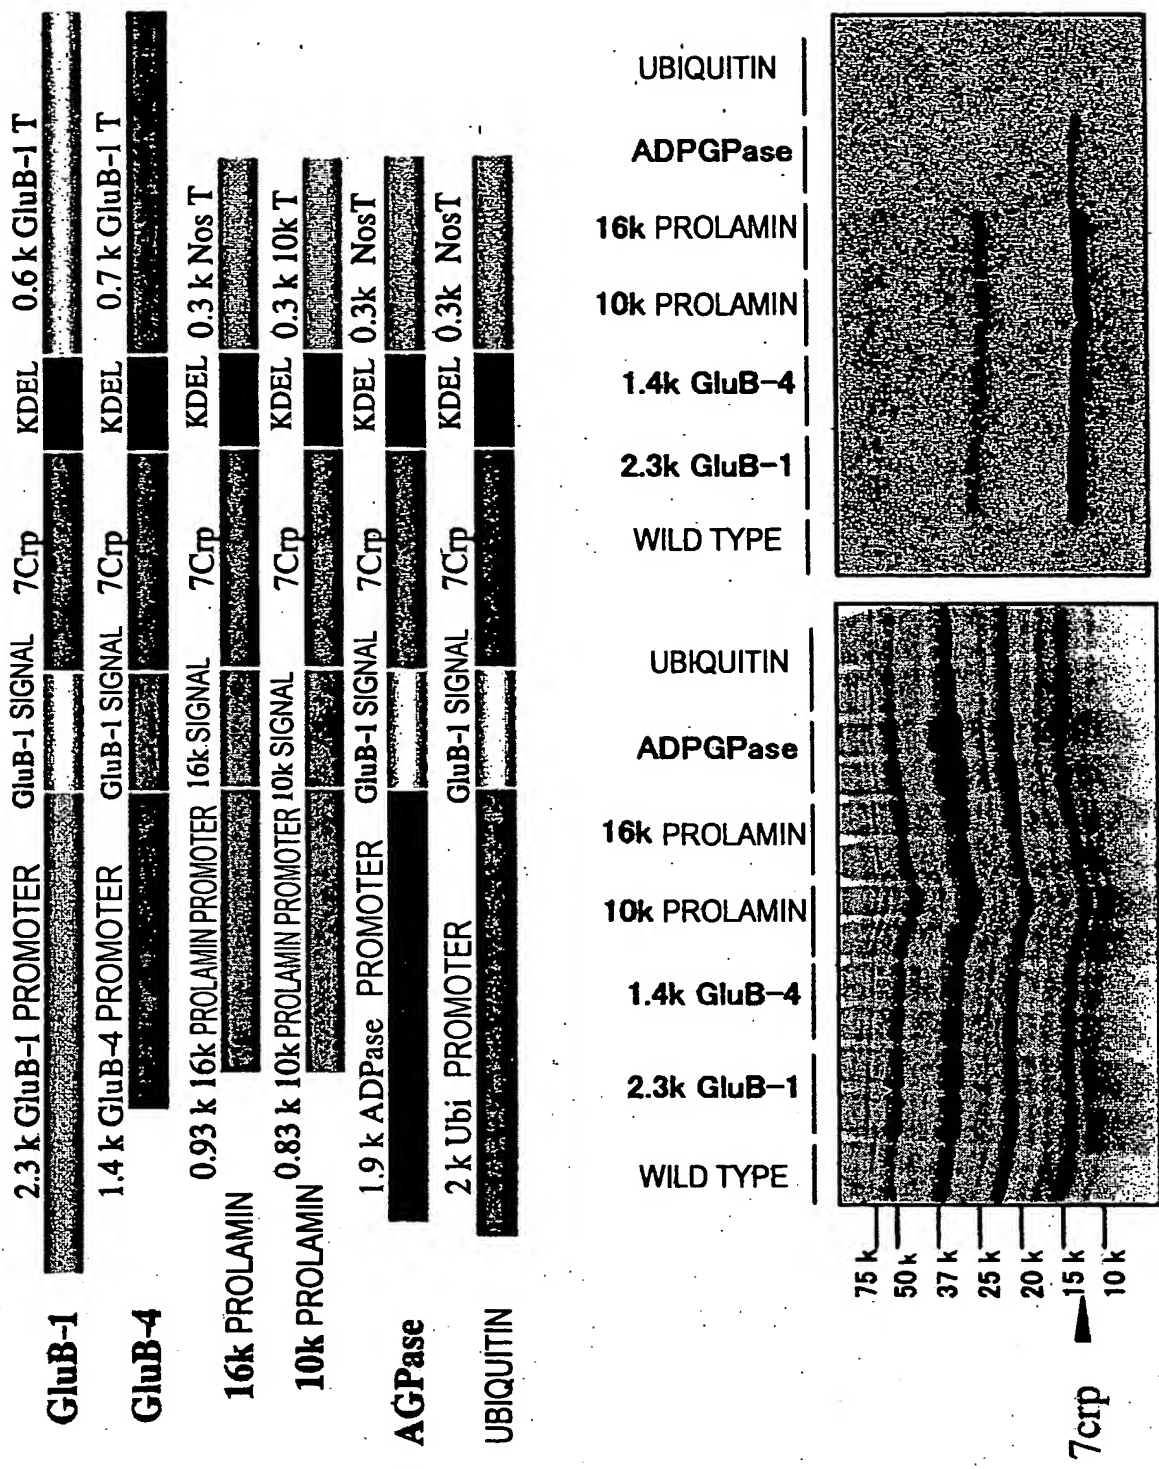 GluB-1
2.3 k GluB-1 PROMOTER
GluB-1 SIGNAL
7Crp
KDEL
0.6 k GluB-1 T
GluB-4
1.4 k GluB-4 PROMOTER
GluB-1 SIGNAL
7Crp
KDEL
0.7 k GluB-1 T
16k PROLAMIN
0.93 k 16k PROLAMIN PROMOTER
16k SIGNAL
7Crp
KDEL
0.3 k Nos T
10k PROLAMIN
0.83 k 10k PROLAMIN PROMOTER
10k SIGNAL
7Crp
KDEL
0.3 k 10k T
AGPase
1.9 k ADPase PROMOTER
GluB-1 SIGNAL
7Crp
KDEL
0.3k NosT
UBIQUITIN
2 k Ubi PROMOTER
GluB-1 SIGNAL
7Crp
KDEL
0.3k NosT
WILD TYPE
2.3k GluB-1
1.4k GluB-4
10k PROLAMIN
16k PROLAMIN
ADPGPase
UBIQUITIN
WILD TYPE
2.3k GluB-1
1.4k GluB-4
10k PROLAMIN
16k PROLAMIN
ADPGPase
UBIQUITIN
75 k
50 k
37 k
25 k
20 k
15 k
10 k
7crp